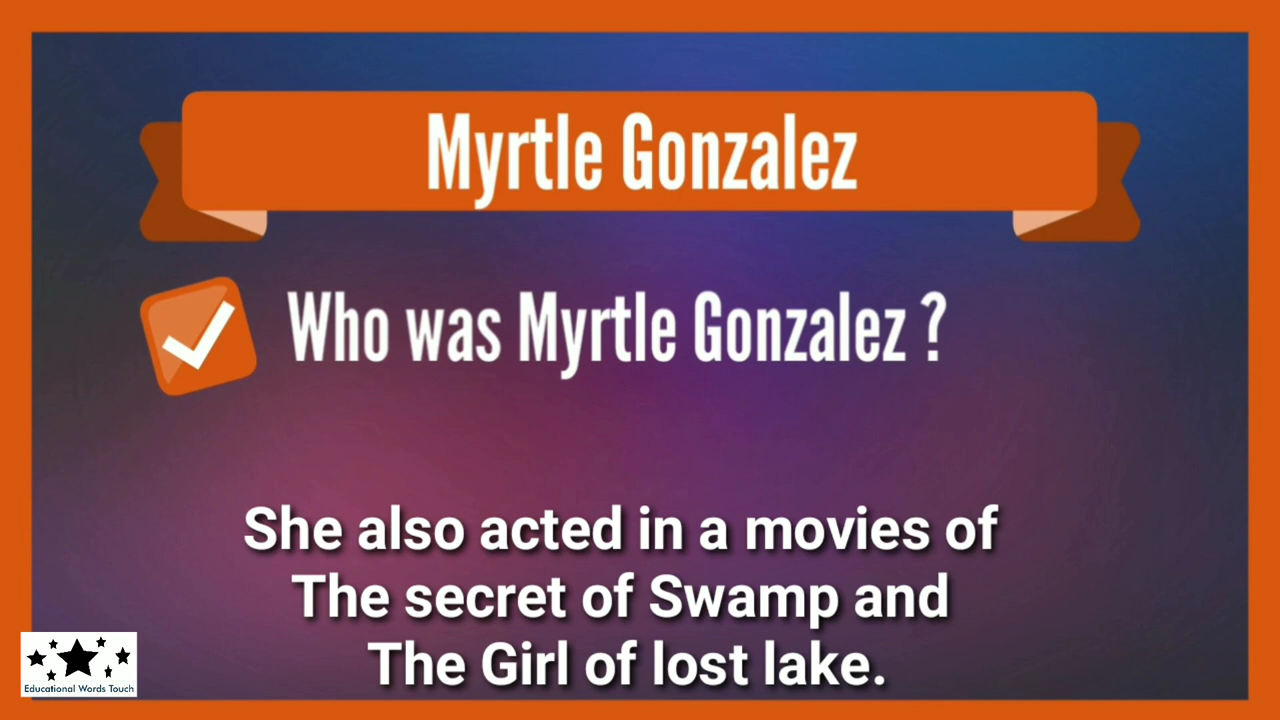 Myrtle Gonzalez
Who was Myrtle Gonzalez ?
She also acted in a movies of
The secret of Swamp and
The Girl of lost lake.
Educational Words Touch